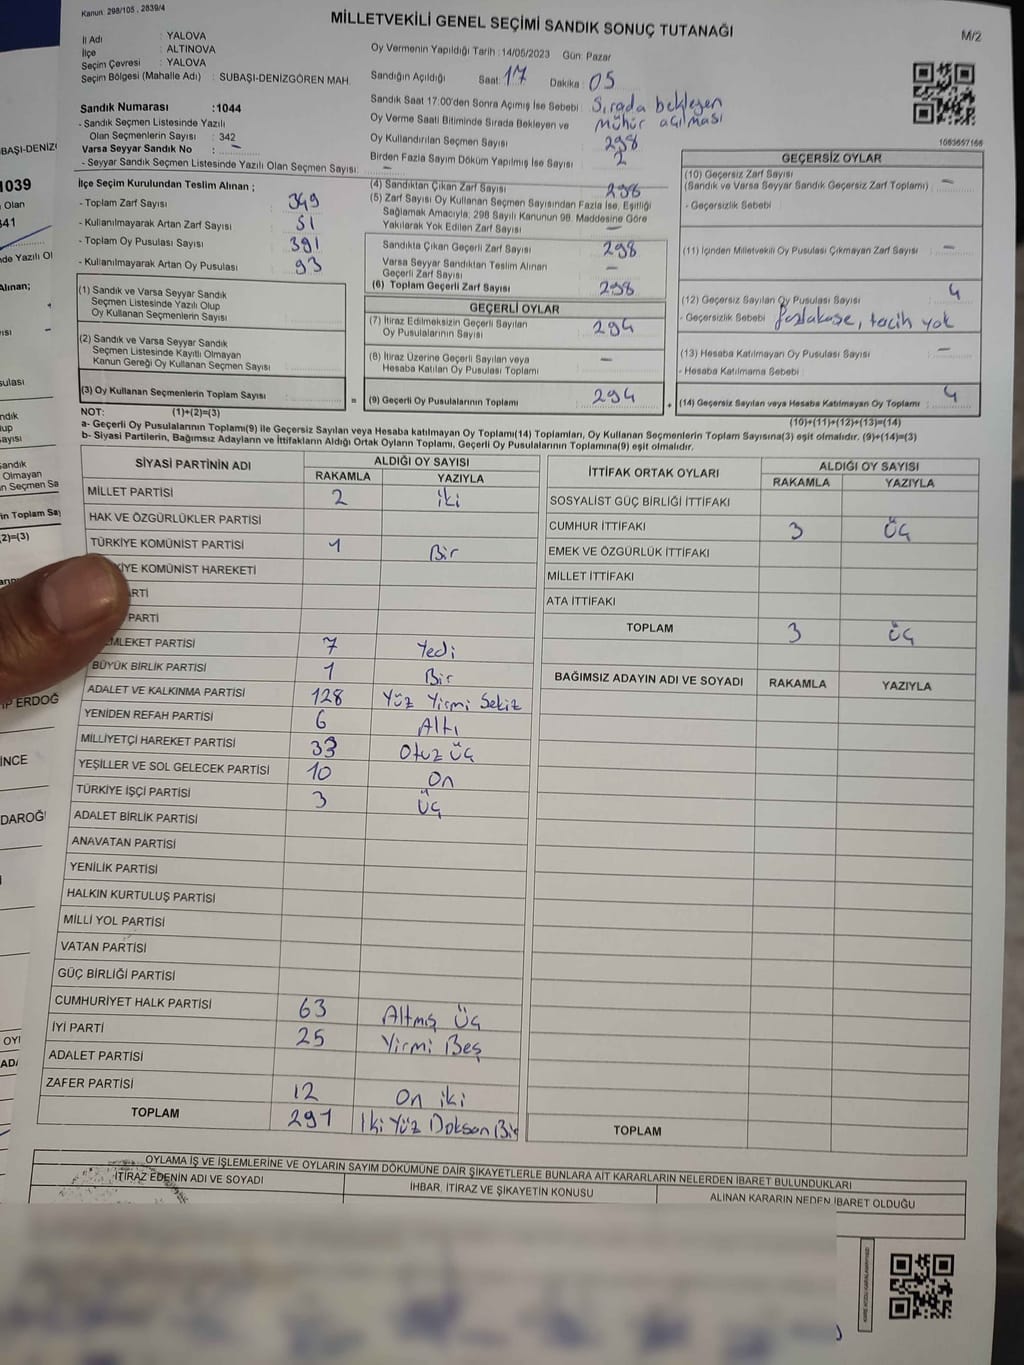 Kanun: 298/105, 2839/4
MİLLETVEKİLİ GENEL SEÇİMİ SANDIK SONUÇ TUTANAĞI
M/2
İl Adı : YALOVA
İlçe : ALTINOVA
Seçim Çevresi : YALOVA
Seçim Bölgesi (Mahalle Adı) : SUBAŞI-DENİZGÖREN MAH.
Sandık Numarası :1044
- Sandık Seçmen Listesinde Yazılı
Olan Seçmenlerin Sayısı : 342
Varsa Seyyar Sandık No : –
- Seyyar Sandık Seçmen Listesinde Yazılı Olan Seçmen Sayısı: –
Oy Vermenin Yapıldığı Tarih :14/05/2023 Gün: Pazar
Sandığın Açıldığı Saat: 17 Dakika: 05
Sandık Saat 17:00'den Sonra Açılmış İse Sebebi : Sırada bekleyen
mühür açılması
Oy Verme Saati Bitiminde Sırada Bekleyen ve
Oy Kullandırılan Seçmen Sayısı : 298
Birden Fazla Sayım Döküm Yapılmış İse Sayısı : 2
1083657166
İlçe Seçim Kurulundan Teslim Alınan ;
- Toplam Zarf Sayısı : 349
- Kullanılmayarak Artan Zarf Sayısı : 51
- Toplam Oy Pusulası Sayısı : 391
- Kullanılmayarak Artan Oy Pusulası : 93
(1) Sandık ve Varsa Seyyar Sandık
Seçmen Listesinde Yazılı Olup
Oy Kullanan Seçmenlerin Sayısı :
(2) Sandık ve Varsa Seyyar Sandık
Seçmen Listesinde Kayıtlı Olmayan
Kanun Gereği Oy Kullanan Seçmen Sayısı :
(3) Oy Kullanan Seçmenlerin Toplam Sayısı :
=
(4) Sandıktan Çıkan Zarf Sayısı : 298
(5) Zarf Sayısı Oy Kullanan Seçmen Sayısından Fazla İse, Eşitliği
Sağlamak Amacıyla; 298 Sayılı Kanunun 98. Maddesine Göre
Yakılarak Yok Edilen Zarf Sayısı : –
Sandıkta Çıkan Geçerli Zarf Sayısı : 298
Varsa Seyyar Sandıktan Teslim Alınan
Geçerli Zarf Sayısı : –
(6) Toplam Geçerli Zarf Sayısı : 298
GEÇERLİ OYLAR
(7) İtiraz Edilmeksizin Geçerli Sayılan
Oy Pusulalarının Sayısı : 294
(8) İtiraz Üzerine Geçerli Sayılan veya
Hesaba Katılan Oy Pusulası Toplamı : –
(9) Geçerli Oy Pusulalarının Toplamı : 294
+
GEÇERSİZ OYLAR
(10) Geçersiz Zarf Sayısı
(Sandık ve Varsa Seyyar Sandık Geçersiz Zarf Toplamı) : –
- Geçersizlik Sebebi :
(11) İçinden Milletvekili Oy Pusulası Çıkmayan Zarf Sayısı : –
(12) Geçersiz Sayılan Oy Pusulası Sayısı : 4
- Geçersizlik Sebebi : fazlakaşe, tercih yok
(13) Hesaba Katılmayan Oy Pusulası Sayısı : –
- Hesaba Katılmama Sebebi :
(14) Geçersiz Sayılan veya Hesaba Katılmayan Oy Toplamı : 4
NOT: (1)+(2)=(3)
(10)+(11)+(12)+(13)=(14)
a- Geçerli Oy Pusulalarının Toplamı(9) ile Geçersiz Sayılan veya Hesaba katılmayan Oy Toplamı(14) Toplamları, Oy Kullanan Seçmenlerin Toplam Sayısına(3) eşit olmalıdır. (9)+(14)=(3)
b- Siyasi Partilerin, Bağımsız Adayların ve İttifakların Aldığı Ortak Oyların Toplamı, Geçerli Oy Pusulalarının Toplamına(9) eşit olmalıdır.
SİYASİ PARTİNİN ADI
ALDIĞI OY SAYISI
RAKAMLA YAZIYLA
MİLLET PARTİSİ 2 iki
HAK VE ÖZGÜRLÜKLER PARTİSİ
TÜRKİYE KOMÜNİST PARTİSİ 1 Bir
KİYE KOMÜNİST HAREKETİ
ARTİ
PARTİ
MLEKET PARTİSİ 7 Yedi
BÜYÜK BİRLİK PARTİSİ 1 Bir
ADALET VE KALKINMA PARTİSİ 128 Yüz Yirmi Sekiz
YENİDEN REFAH PARTİSİ 6 Altı
MİLLİYETÇİ HAREKET PARTİSİ 33 Otuz üç
YEŞİLLER VE SOL GELECEK PARTİSİ 10 On
TÜRKİYE İŞÇİ PARTİSİ 3 üç
ADALET BİRLİK PARTİSİ
ANAVATAN PARTİSİ
YENİLİK PARTİSİ
HALKIN KURTULUŞ PARTİSİ
MİLLİ YOL PARTİSİ
VATAN PARTİSİ
GÜÇ BİRLİĞİ PARTİSİ
CUMHURİYET HALK PARTİSİ 63 Altmış Üç
İYİ PARTİ 25 Yirmi Beş
ADALET PARTİSİ
ZAFER PARTİSİ 12 On iki
TOPLAM 291 İki Yüz Doksan Bir
İTTİFAK ORTAK OYLARI
ALDIĞI OY SAYISI
RAKAMLA YAZIYLA
SOSYALİST GÜÇ BİRLİĞİ İTTİFAKI
CUMHUR İTTİFAKI 3 üç
EMEK VE ÖZGÜRLÜK İTTİFAKI
MİLLET İTTİFAKI
ATA İTTİFAKI
TOPLAM 3 üç
BAĞIMSIZ ADAYIN ADI VE SOYADI RAKAMLA YAZIYLA
TOPLAM
OYLAMA İŞ VE İŞLEMLERİNE VE OYLARIN SAYIM DÖKÜMÜNE DAİR ŞİKAYETLERLE BUNLARA AİT KARARLARIN NELERDEN İBARET BULUNDUKLARI
İTİRAZ EDENİN ADI VE SOYADI
İHBAR, İTİRAZ VE ŞİKAYETİN KONUSU
ALINAN KARARIN NEDEN İBARET OLDUĞU
BAŞI-DENİZ
1039
Olan
341
nde Yazılı Ol
Alınan;
sulası
andık
Olmayan
n Seçmen Sa
in Toplam Say
2)=(3)
IP ERDOĞ
İNCE
DAROĞ